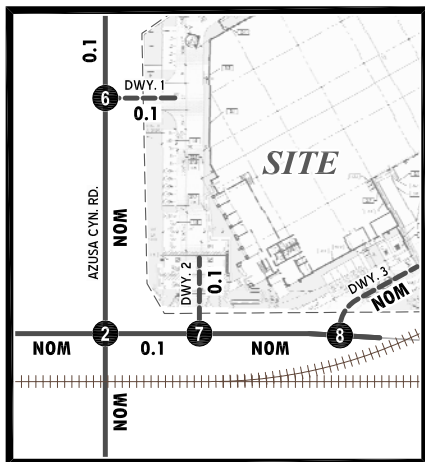 0.1
DWY. 1
6
0.1
SITE
AZUSA CYN. RD.
NOM
DWY. 2
0.1
DWY. 3
NOM
2
7
8
NOM
0.1
NOM
NOM